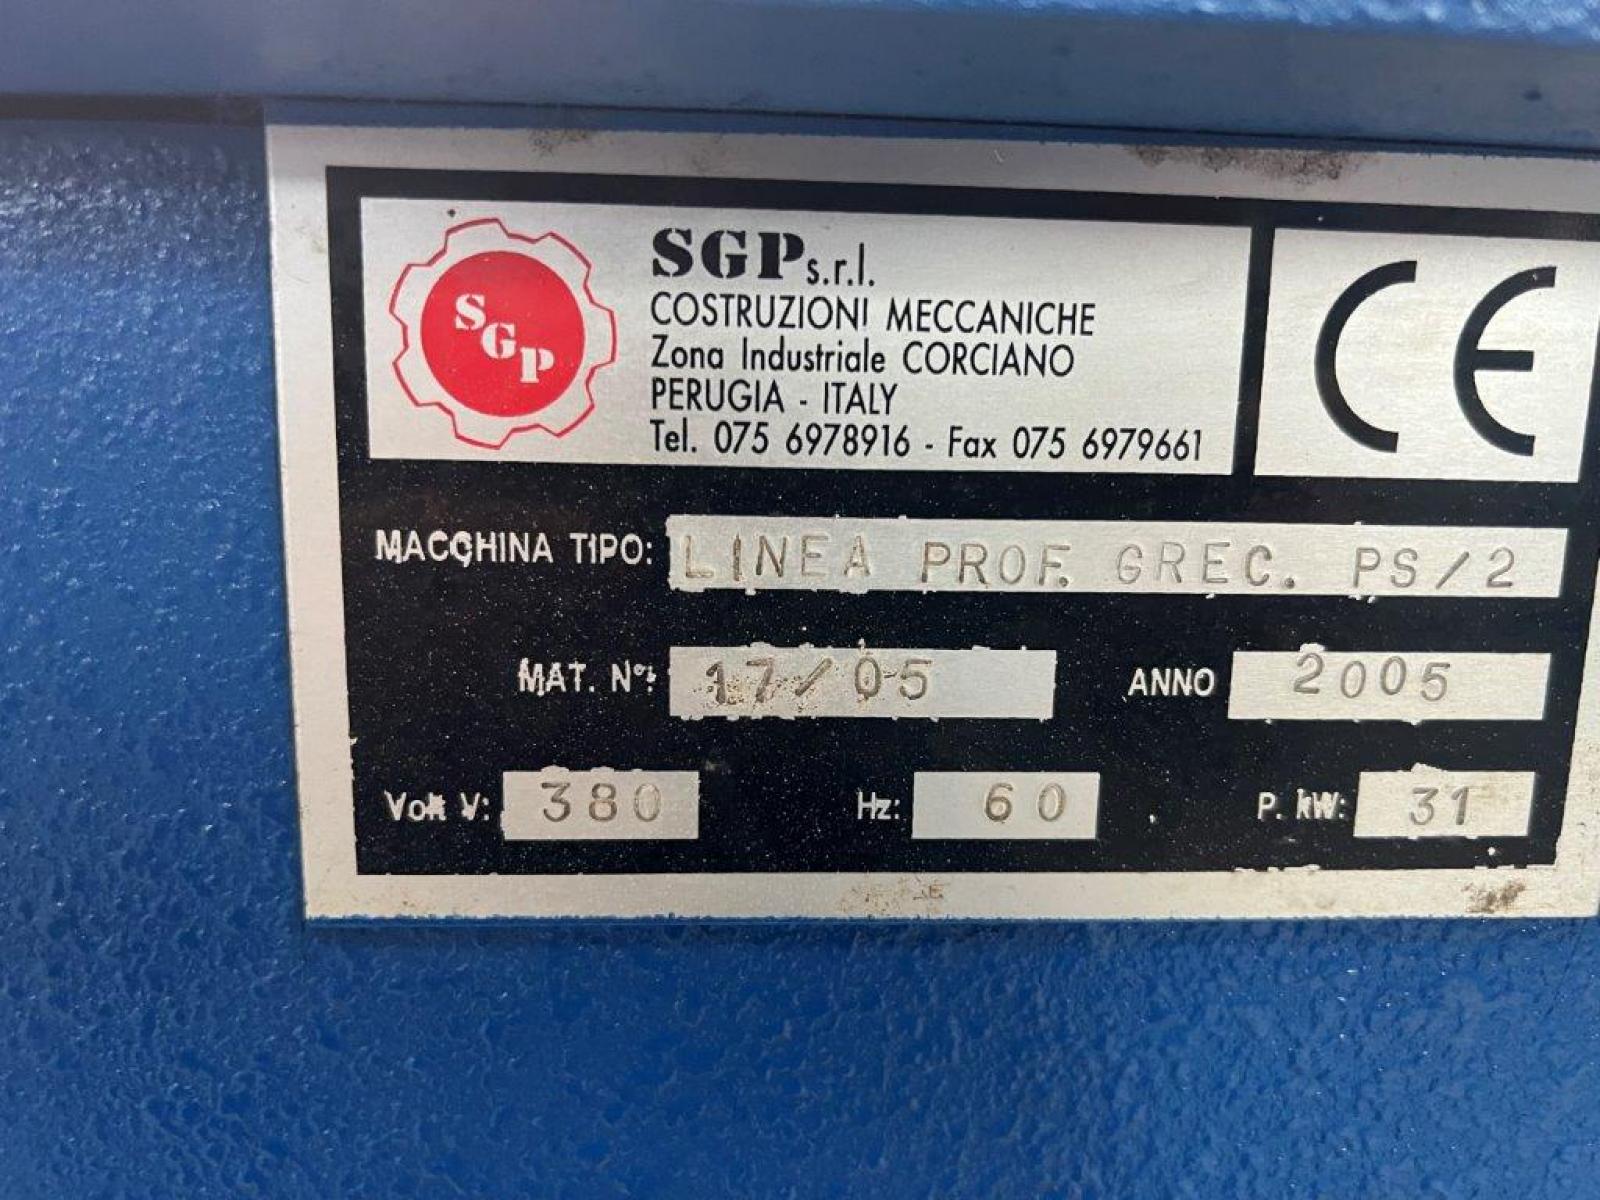 SGP
SGP s.r.l.
COSTRUZIONI MECCANICHE
Zona Industriale CORCIANO
PERUGIA - ITALY
Tel. 075 6978916 - Fax 075 6979661
CE
MACCHINA TIPO: LINEA PROF. GREC. PS/2
MAT. N°: 17/05 ANNO 2005
Volt V: 380 Hz: 60 P. kW: 31